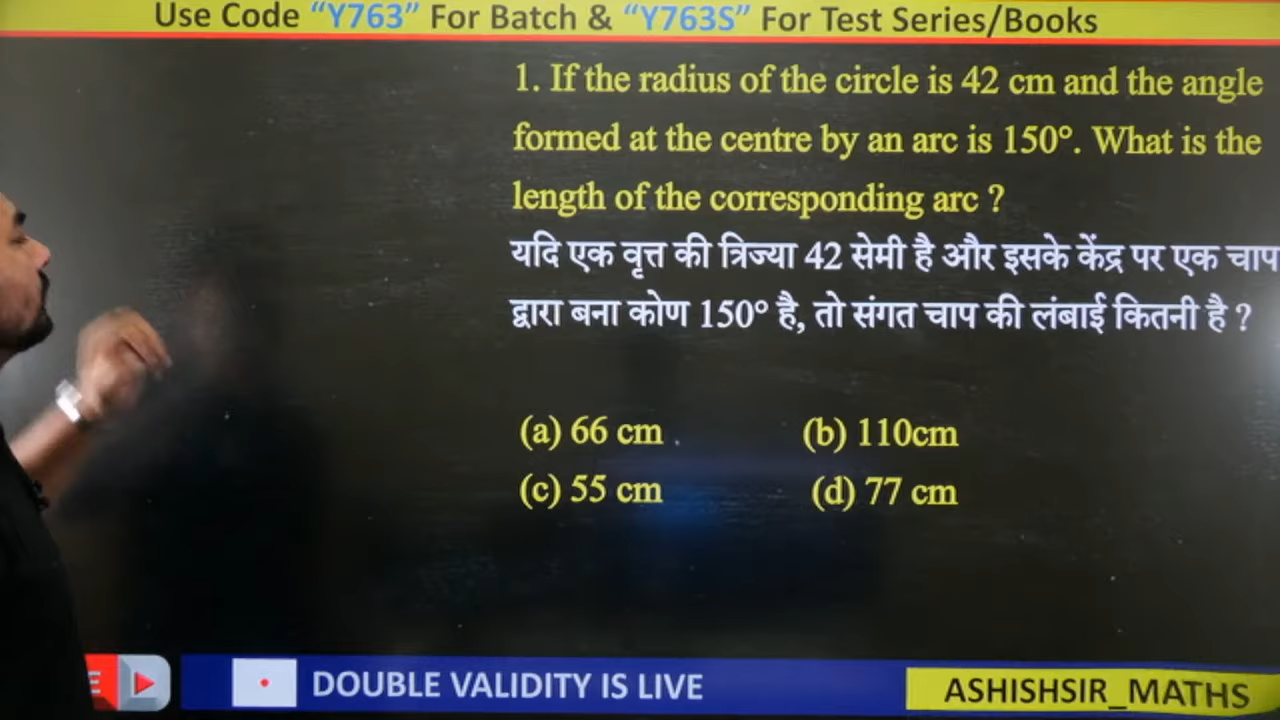 Use Code “Y763” For Batch & “Y763S” For Test Series/Books
1. If the radius of the circle is 42 cm and the angle
formed at the centre by an arc is 150°. What is the
length of the corresponding arc ?
यदि एक वृत्त की त्रिज्या 42 सेमी है और इसके केंद्र पर एक चाप
द्वारा बना कोण 150° है, तो संगत चाप की लंबाई कितनी है ?
(a) 66 cm (b) 110cm
(c) 55 cm (d) 77 cm
E DOUBLE VALIDITY IS LIVE ASHISHSIR_MATHS